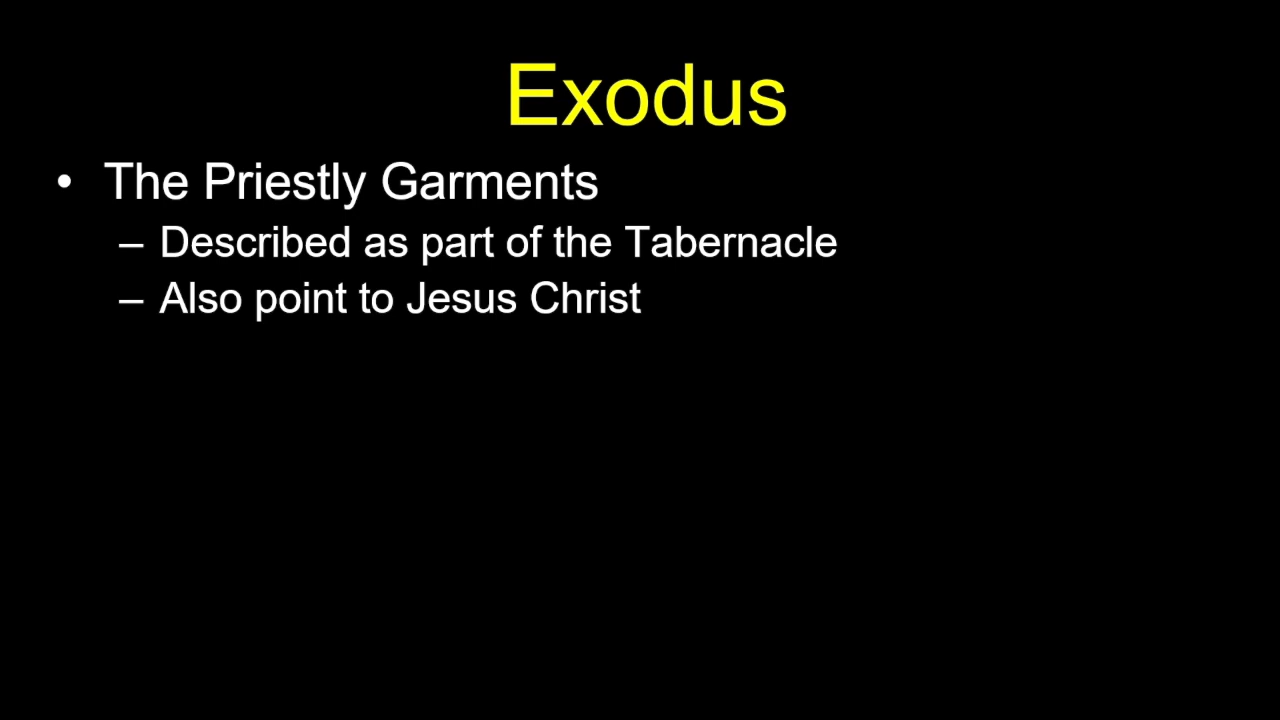 Exodus
• The Priestly Garments
– Described as part of the Tabernacle
– Also point to Jesus Christ